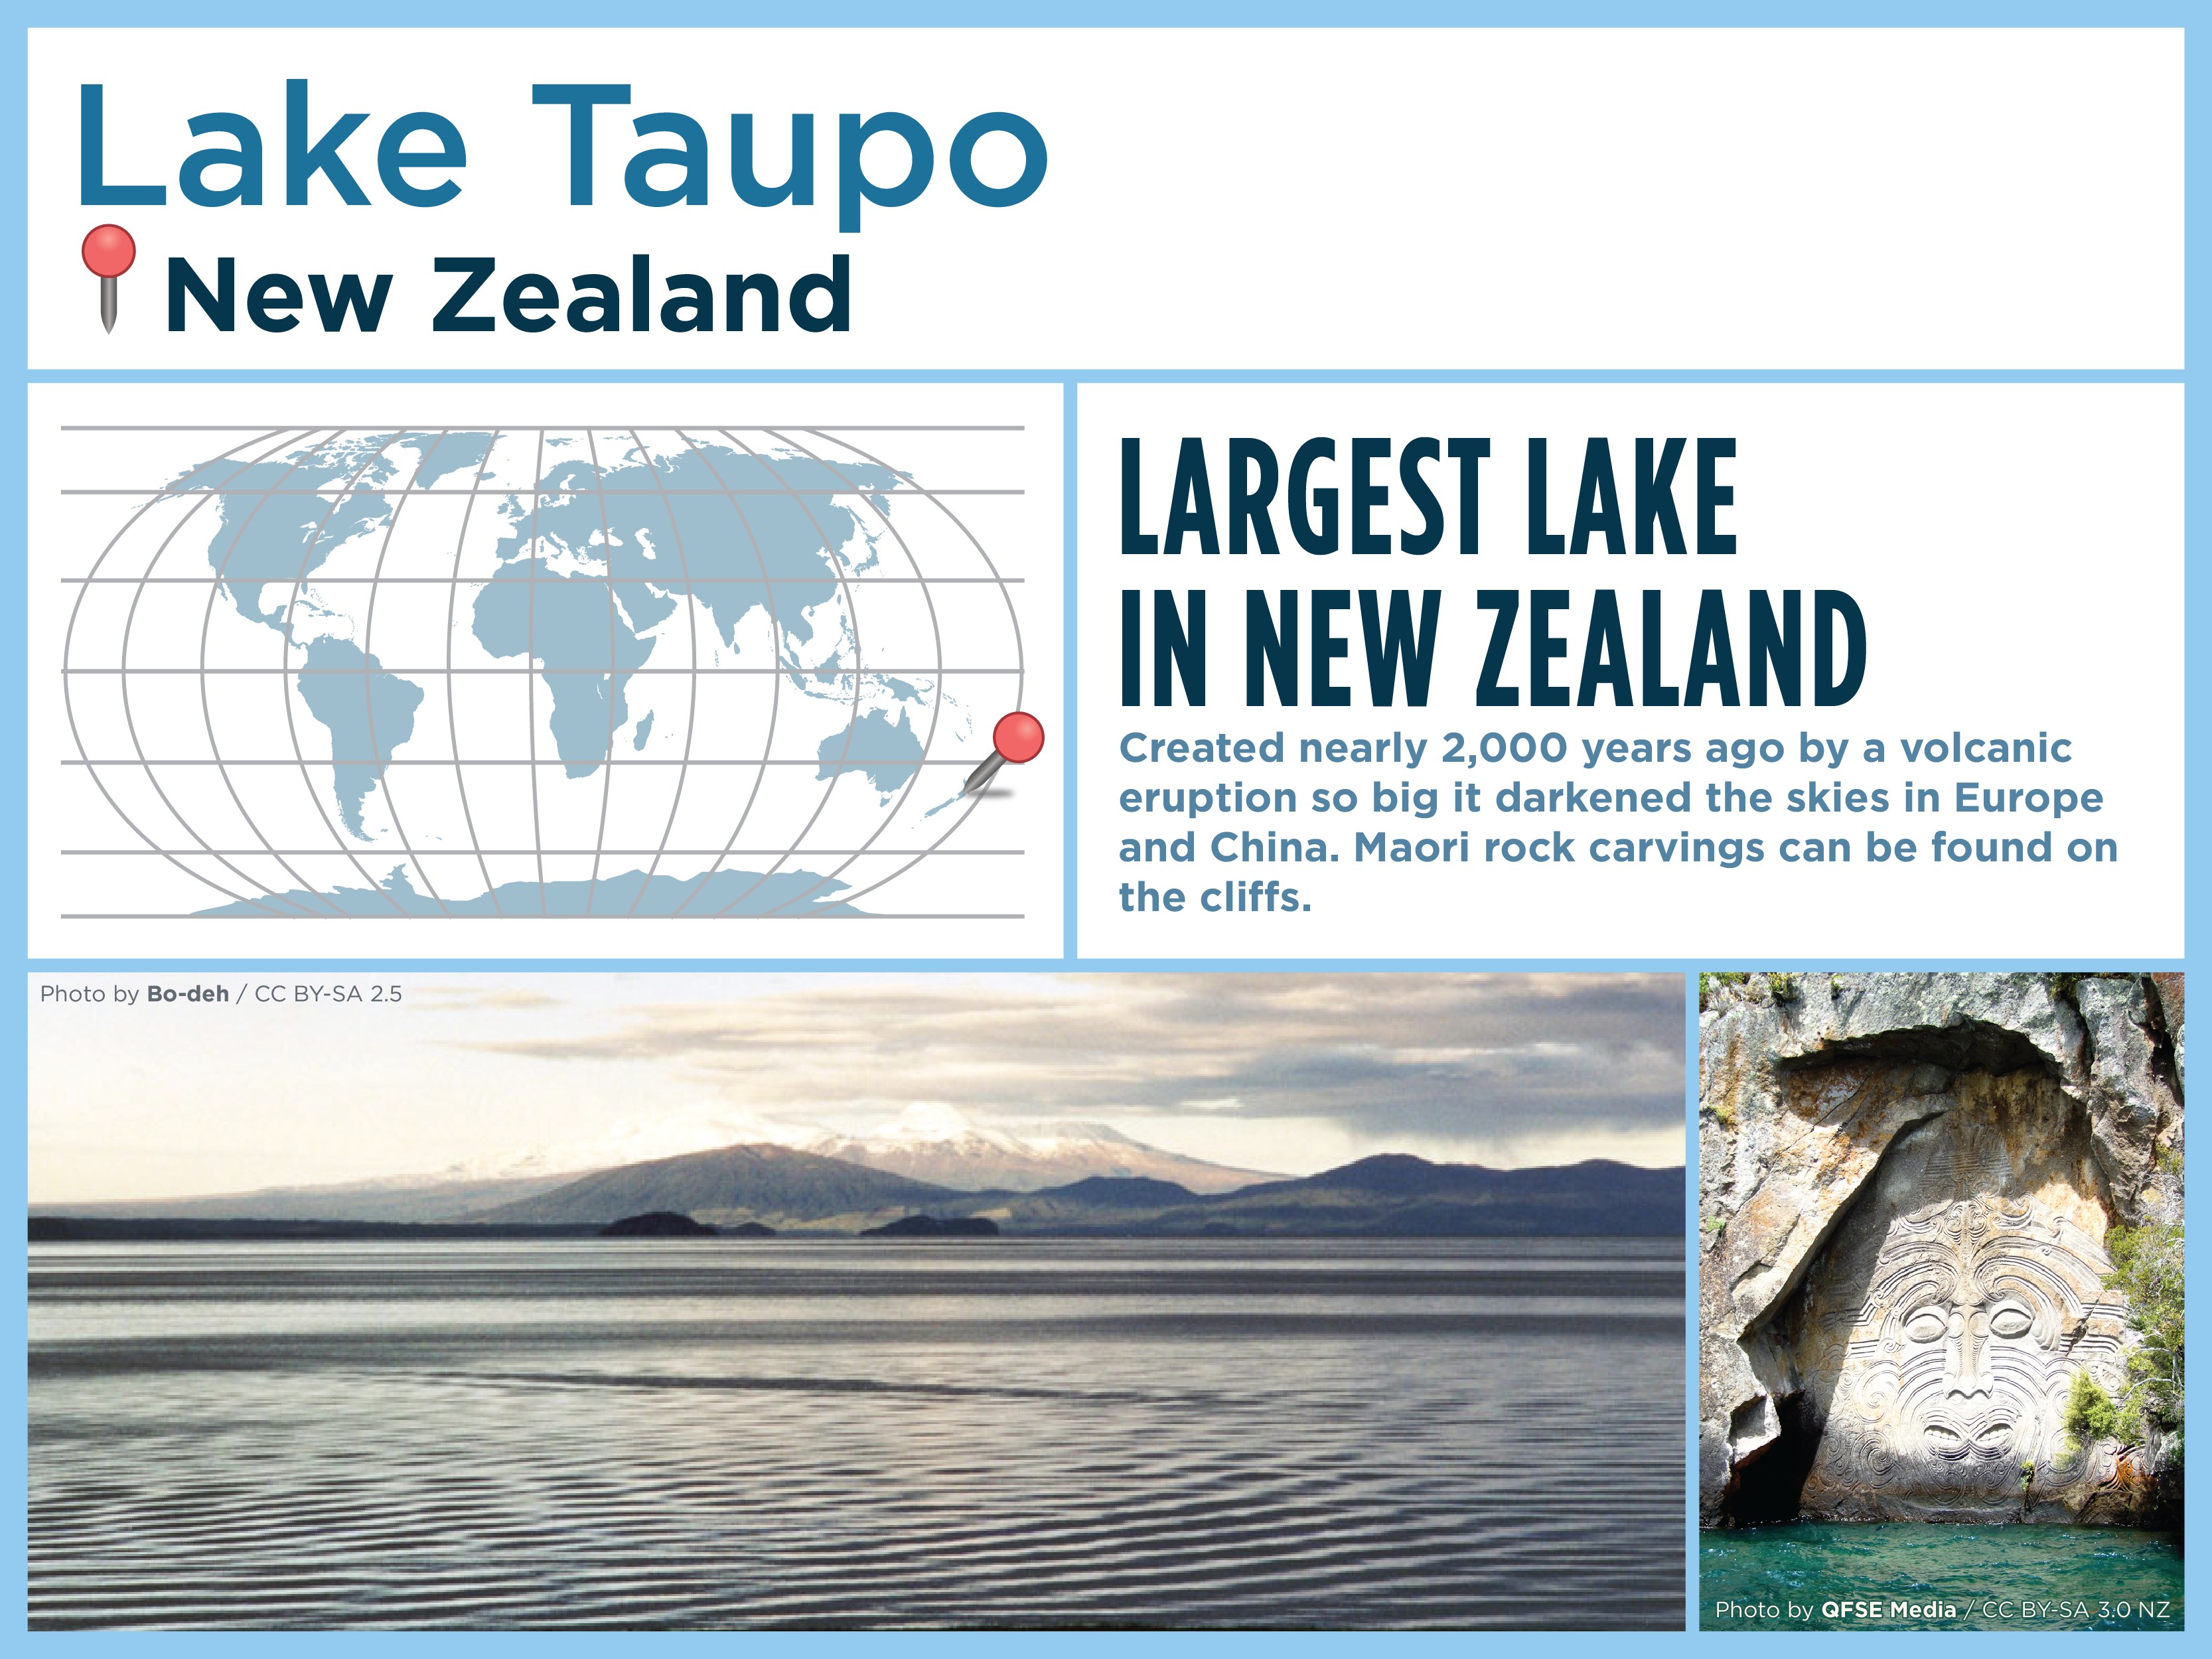 Lake Taupo
New Zealand
LARGEST LAKE
IN NEW ZEALAND
Created nearly 2,000 years ago by a volcanic
eruption so big it darkened the skies in Europe
and China. Maori rock carvings can be found on
the cliffs.
Photo by Bo-deh / CC BY-SA 2.5
Photo by QFSE Media / CC BY-SA 3.0 NZ